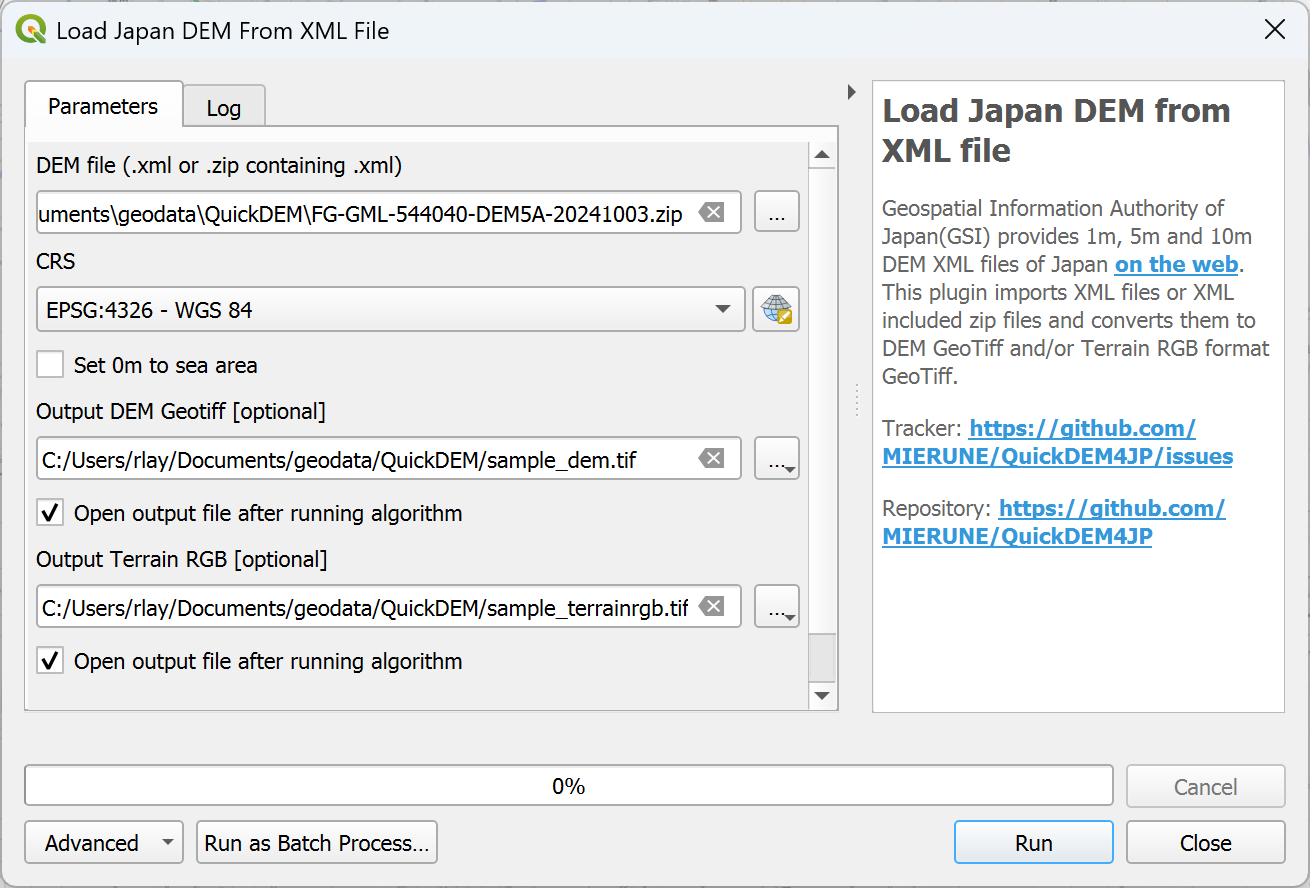 Load Japan DEM From XML File
Parameters
Log
DEM file (.xml or .zip containing .xml)
uments\geodata\QuickDEM\FG-GML-544040-DEM5A-20241003.zip
...
CRS
EPSG:4326 - WGS 84
Set 0m to sea area
Output DEM Geotiff [optional]
C:/Users/rlay/Documents/geodata/QuickDEM/sample_dem.tif
...
Open output file after running algorithm
Output Terrain RGB [optional]
C:/Users/rlay/Documents/geodata/QuickDEM/sample_terrainrgb.tif
...
Open output file after running algorithm
Load Japan DEM from
XML file
Geospatial Information Authority of
Japan(GSI) provides 1m, 5m and 10m
DEM XML files of Japan on the web.
This plugin imports XML files or XML
included zip files and converts them to
DEM GeoTiff and/or Terrain RGB format
GeoTiff.
Tracker: https://github.com/
MIERUNE/QuickDEM4JP/issues
Repository: https://github.com/
MIERUNE/QuickDEM4JP
0%
Cancel
Advanced
Run as Batch Process...
Run
Close